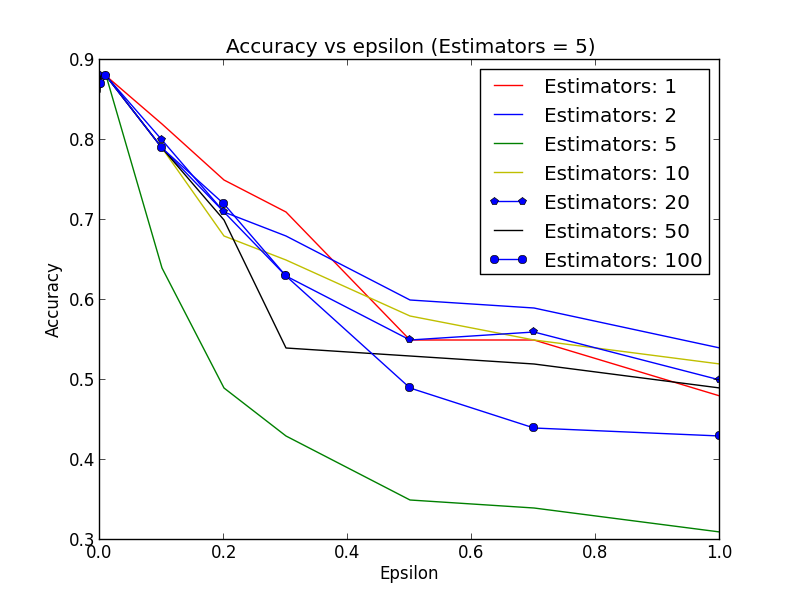 Accuracy vs epsilon (Estimators = 5)
0.9
0.8
0.7
0.6
0.5
0.4
0.3
Accuracy
Estimators: 1
Estimators: 2
Estimators: 5
Estimators: 10
Estimators: 20
Estimators: 50
Estimators: 100
0.0 0.2 0.4 0.6 0.8 1.0
Epsilon